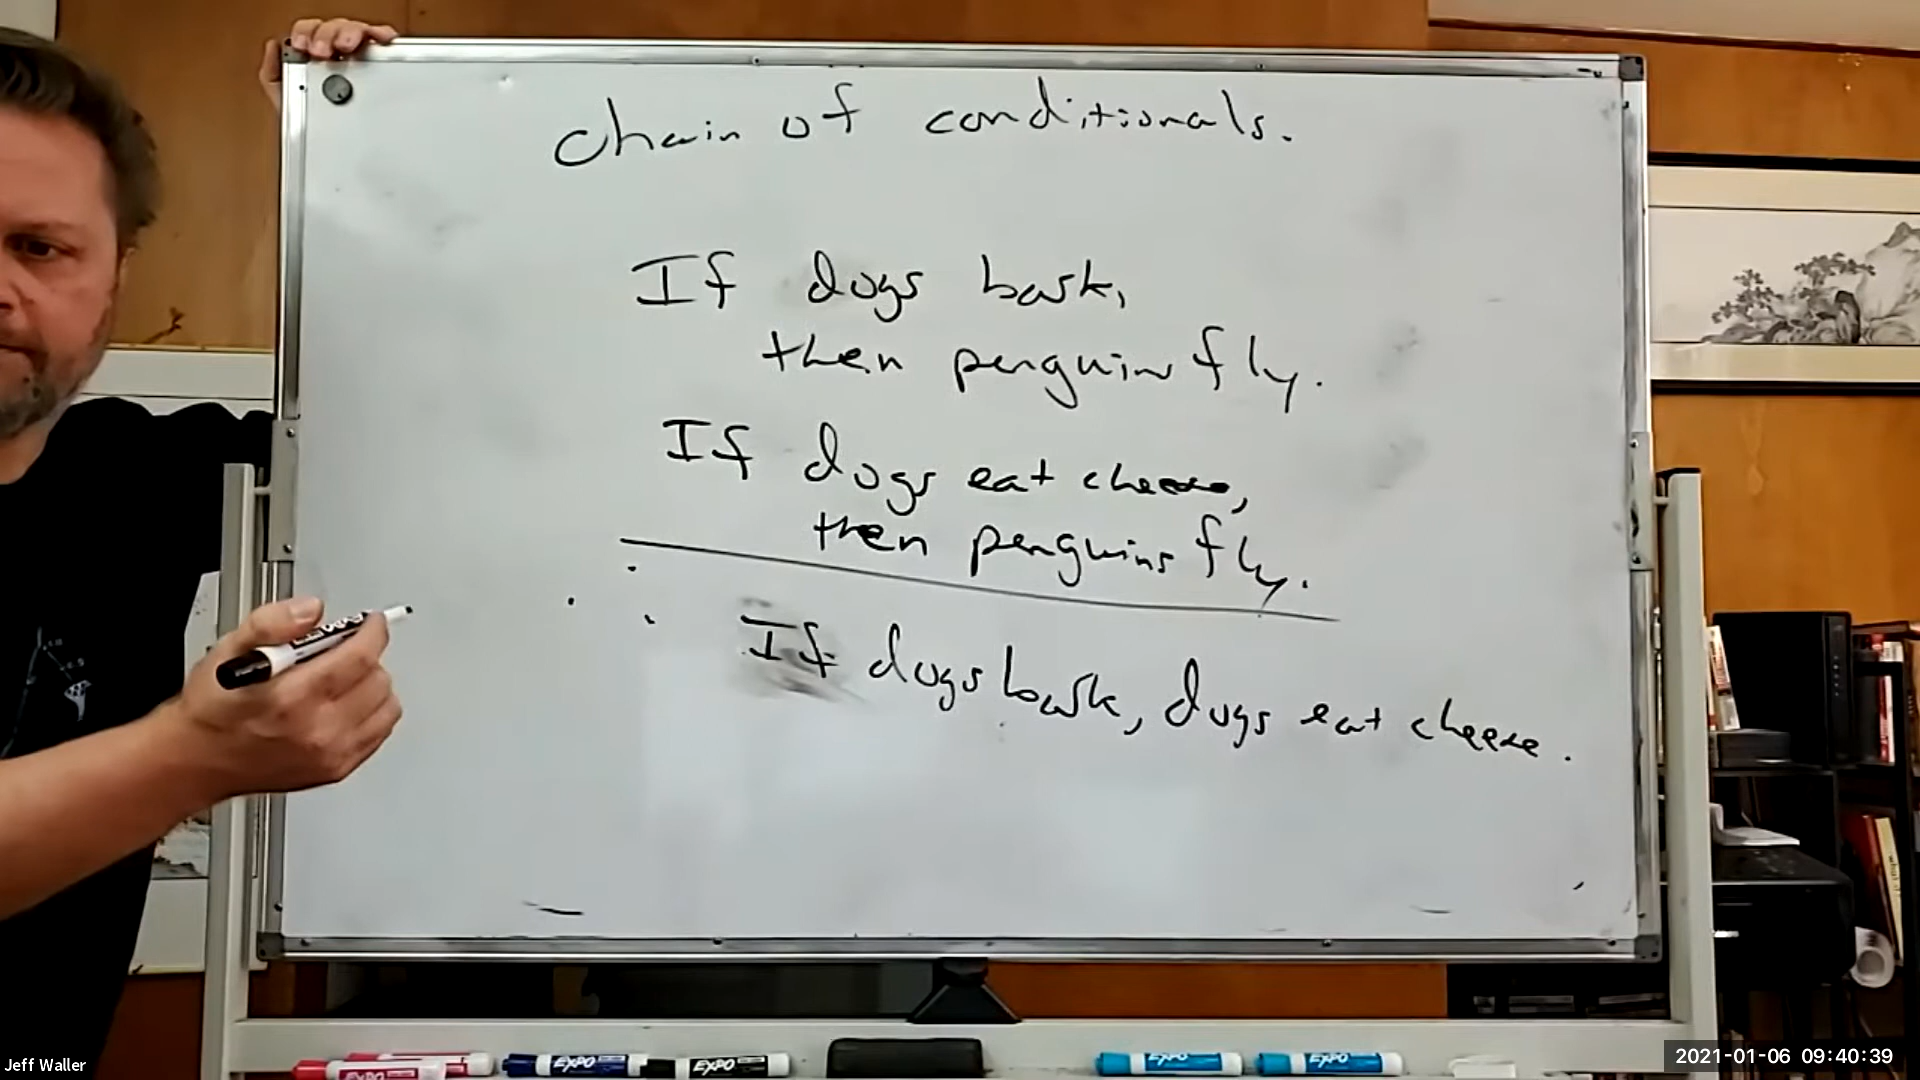 chain of conditionals.
If dogs bark,
then penguins fly.
If dogs eat cheese,
then penguins fly.
∴ If dogs bark, dogs eat cheese.
EXPO
EXPO
EXPO
EXPO
Jeff Waller
2021-01-06 09:40:39